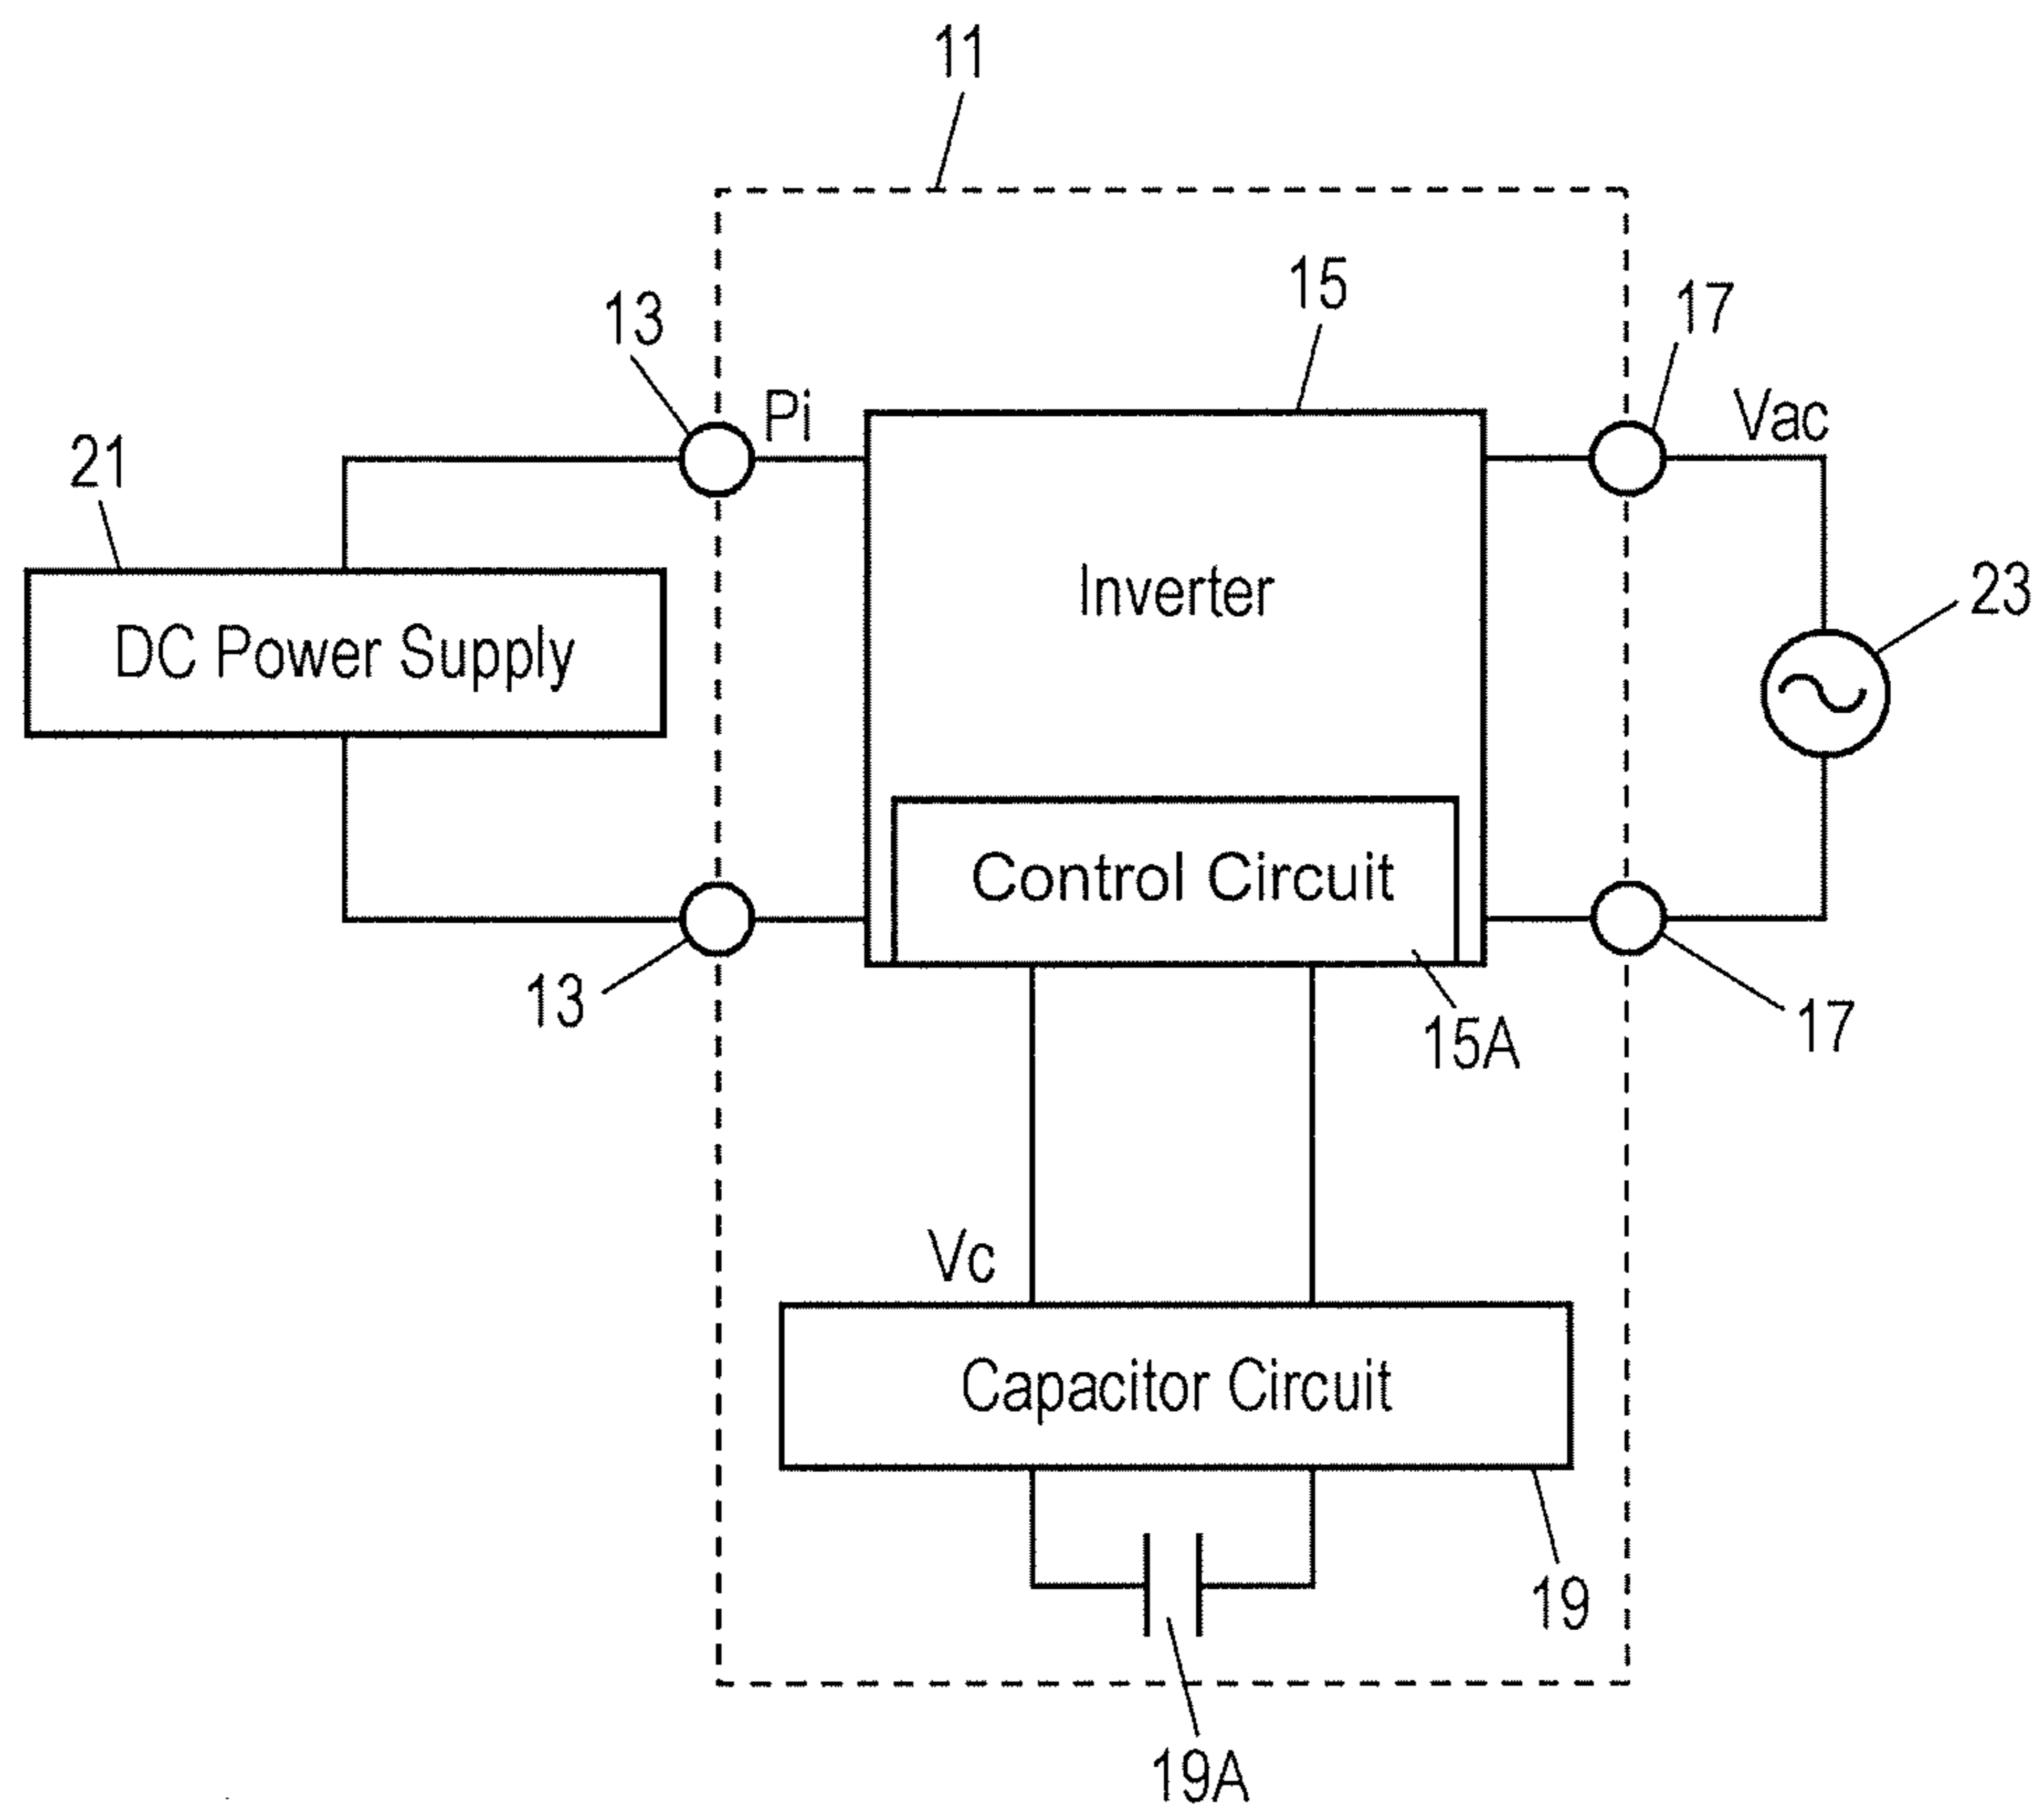 11
15
17
13
Pi
Vac
21
DC Power Supply
Inverter
23
Control Circuit
13
15A
17
Vc
Capacitor Circuit
19
19A